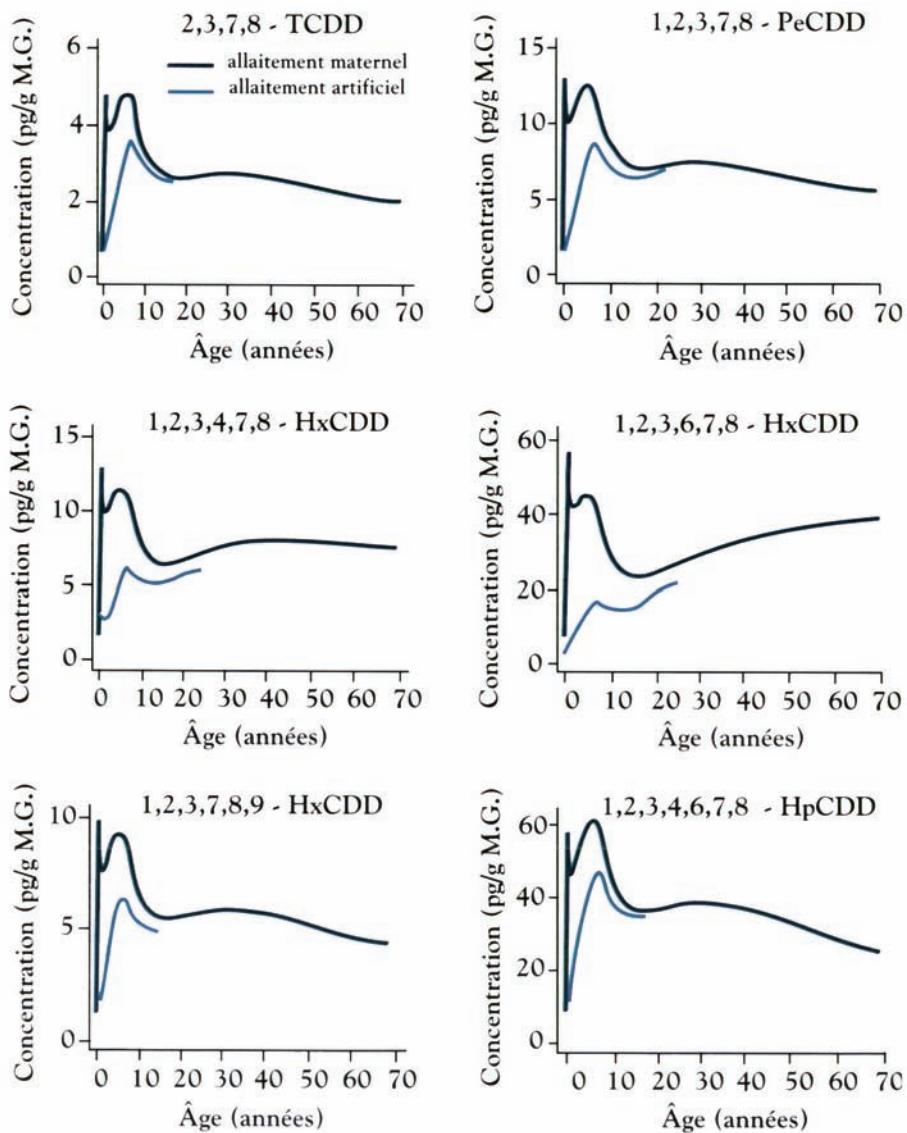 2,3,7,8 - TCDD
allaitement maternel
allaitement artificiel
Concentration (pg/g M.G.)
6
4
2
0
0 10 20 30 40 50 60 70
Âge (années)
1,2,3,7,8 - PeCDD
Concentration (pg/g M.G.)
15
10
5
0
0 10 20 30 40 50 60 70
Âge (années)
1,2,3,4,7,8 - HxCDD
Concentration (pg/g M.G.)
15
10
5
0
0 10 20 30 40 50 60 70
Âge (années)
1,2,3,6,7,8 - HxCDD
Concentration (pg/g M.G.)
60
40
20
0
0 10 20 30 40 50 60 70
Âge (années)
1,2,3,7,8,9 - HxCDD
Concentration (pg/g M.G.)
10
5
0
0 10 20 30 40 50 60 70
Âge (années)
1,2,3,4,6,7,8 - HpCDD
Concentration (pg/g M.G.)
60
40
20
0
0 10 20 30 40 50 60 70
Âge (années)